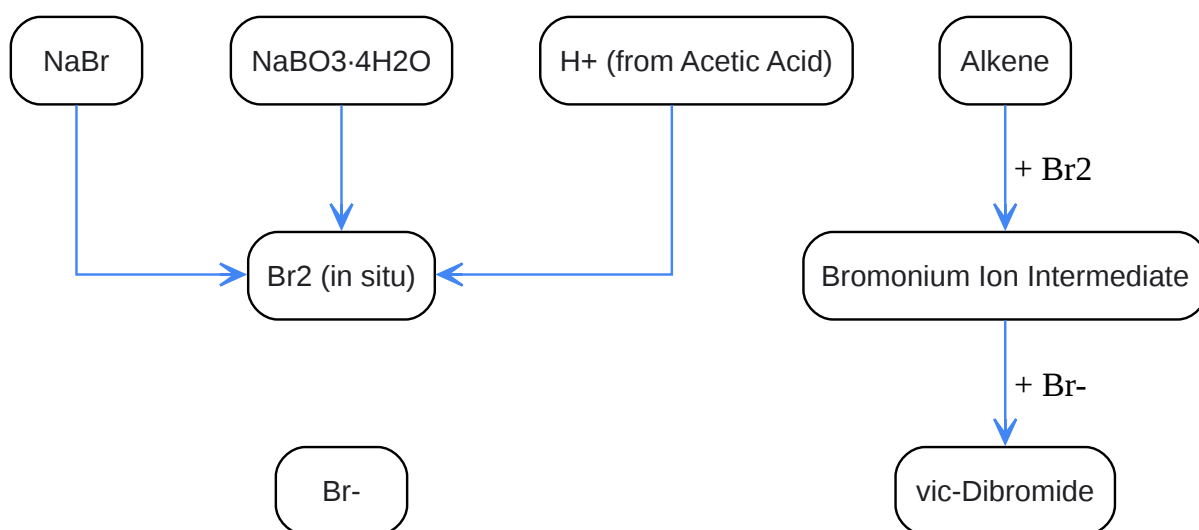 NaBr
NaBO3·4H2O
H+ (from Acetic Acid)
Alkene
+ Br2
Br2 (in situ)
Bromonium Ion Intermediate
+ Br-
Br-
vic-Dibromide